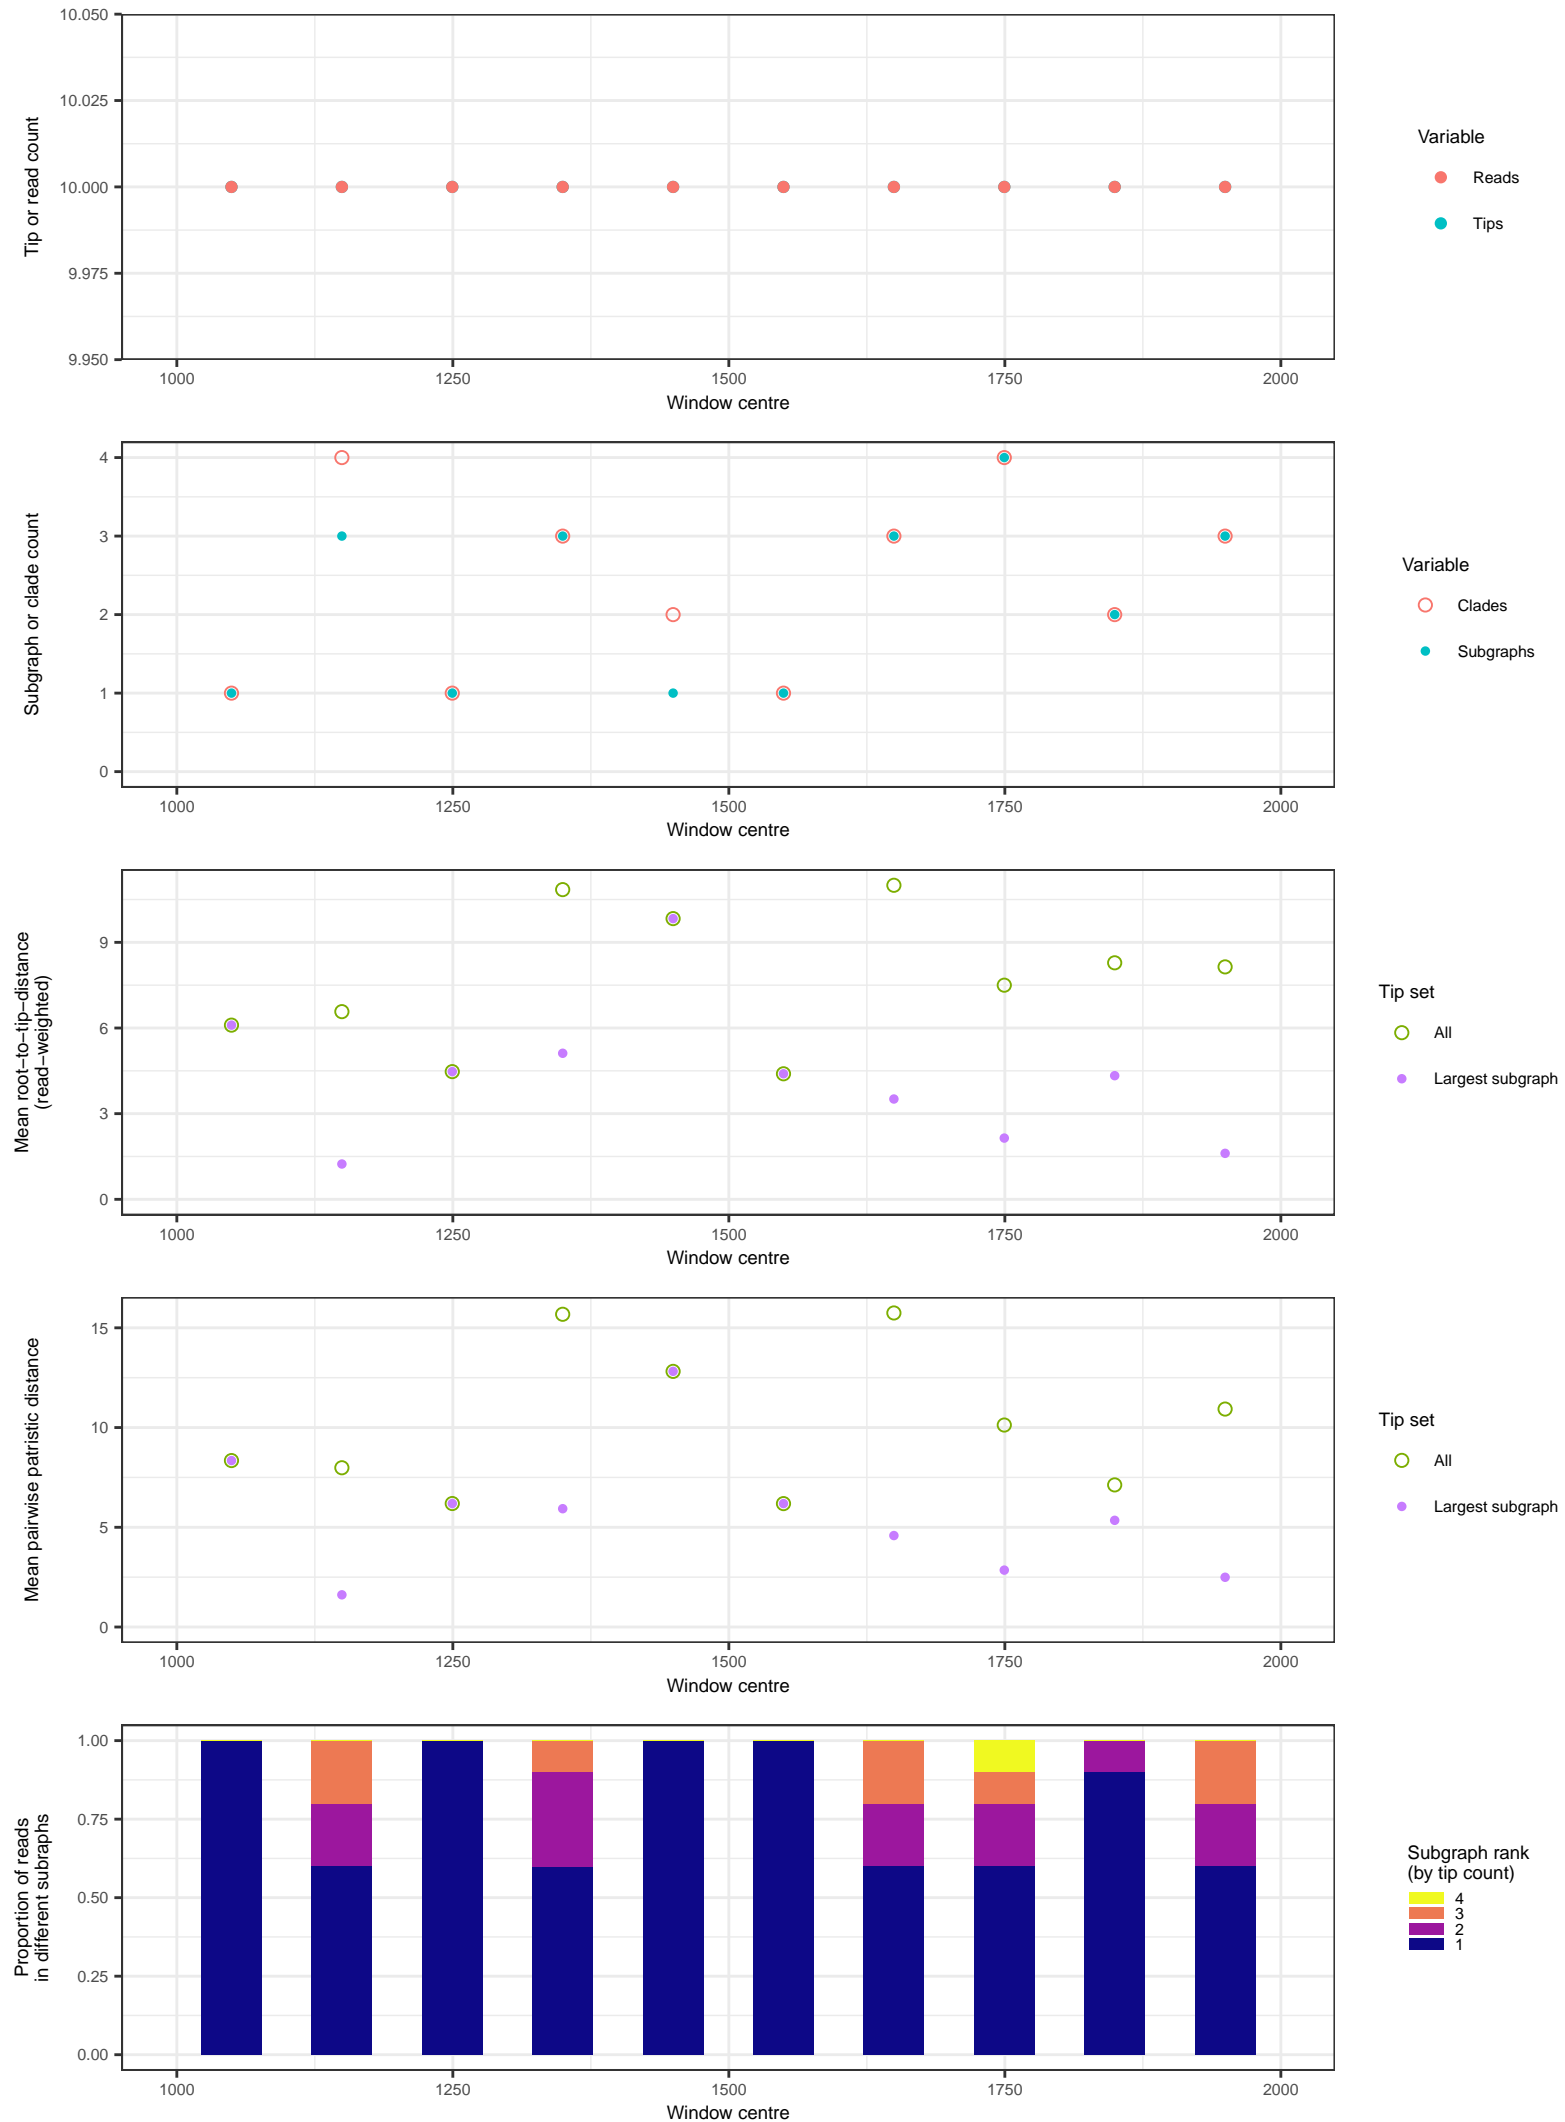 10.050
10.025
10.000
9.975
9.950
Tip or read count
1000 1250 1500 1750 2000
Window centre
Variable
Reads
Tips
4
3
2
1
0
Subgraph or clade count
1000 1250 1500 1750 2000
Window centre
Variable
Clades
Subgraphs
9
6
3
0
Mean root−to−tip−distance
(read−weighted)
1000 1250 1500 1750 2000
Window centre
Tip set
All
Largest subgraph
15
10
5
0
Mean pairwise patristic distance
1000 1250 1500 1750 2000
Window centre
Tip set
All
Largest subgraph
1.00
0.75
0.50
0.25
0.00
Proportion of reads
in different subraphs
1000 1250 1500 1750 2000
Window centre
Subgraph rank
(by tip count)
4
3
2
1